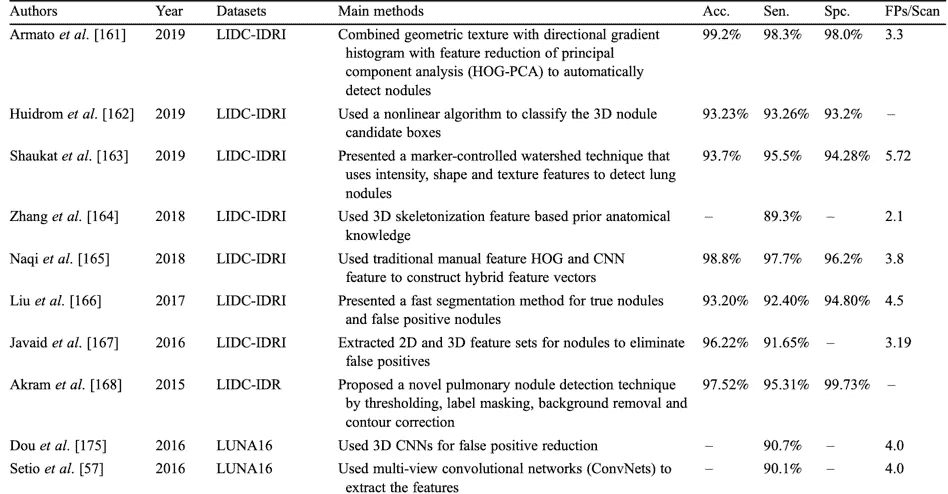 Authors Year Datasets Main methods Acc. Sen. Spc. FPs/Scan
Armato et al. [161] 2019 LIDC-IDRI Combined geometric texture with directional gradient 99.2% 98.3% 98.0% 3.3
histogram with feature reduction of principal
component analysis (HOG-PCA) to automatically
detect nodules
Huidrom et al. [162] 2019 LIDC-IDRI Used a nonlinear algorithm to classify the 3D nodule 93.23% 93.26% 93.2% –
candidate boxes
Shaukat et al. [163] 2019 LIDC-IDRI Presented a marker-controlled watershed technique that 93.7% 95.5% 94.28% 5.72
uses intensity, shape and texture features to detect lung
nodules
Zhang et al. [164] 2018 LIDC-IDRI Used 3D skeletonization feature based prior anatomical – 89.3% – 2.1
knowledge
Naqi et al. [165] 2018 LIDC-IDRI Used traditional manual feature HOG and CNN 98.8% 97.7% 96.2% 3.8
feature to construct hybrid feature vectors
Liu et al. [166] 2017 LIDC-IDRI Presented a fast segmentation method for true nodules 93.20% 92.40% 94.80% 4.5
and false positive nodules
Javaid et al. [167] 2016 LIDC-IDRI Extracted 2D and 3D feature sets for nodules to eliminate 96.22% 91.65% – 3.19
false positives
Akram et al. [168] 2015 LIDC-IDR Proposed a novel pulmonary nodule detection technique 97.52% 95.31% 99.73% –
by thresholding, label masking, background removal and
contour correction
Dou et al. [175] 2016 LUNA16 Used 3D CNNs for false positive reduction – 90.7% – 4.0
Setio et al. [57] 2016 LUNA16 Used multi-view convolutional networks (ConvNets) to – 90.1% – 4.0
extract the features